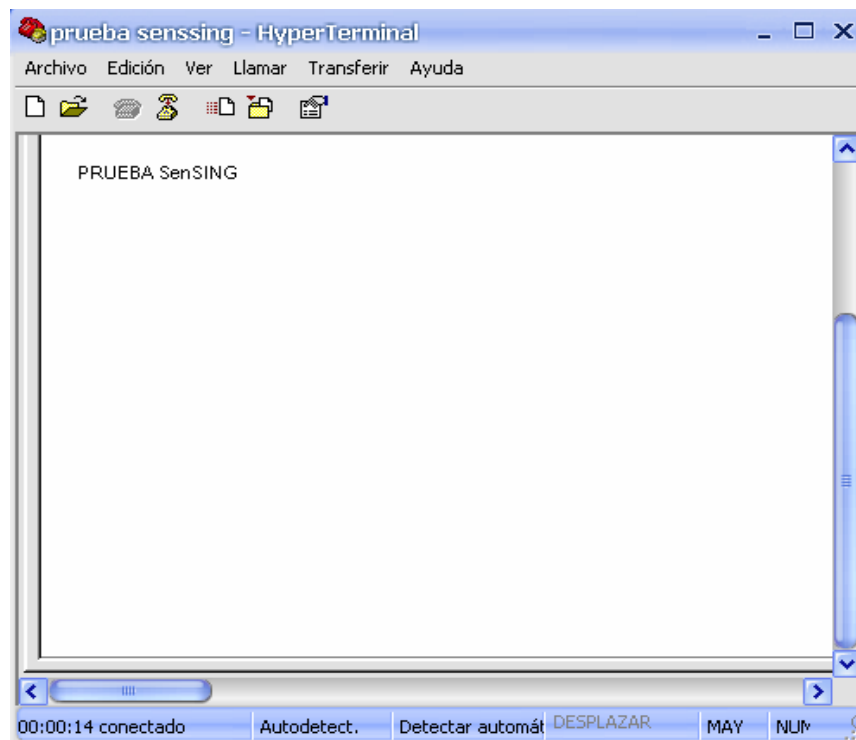 prueba senssing - HyperTerminal
Archivo Edición Ver Llamar Transferir Ayuda
PRUEBA SenSING
00:00:14 conectado Autodetect. Detectar automát DESPLAZAR MAY NUM